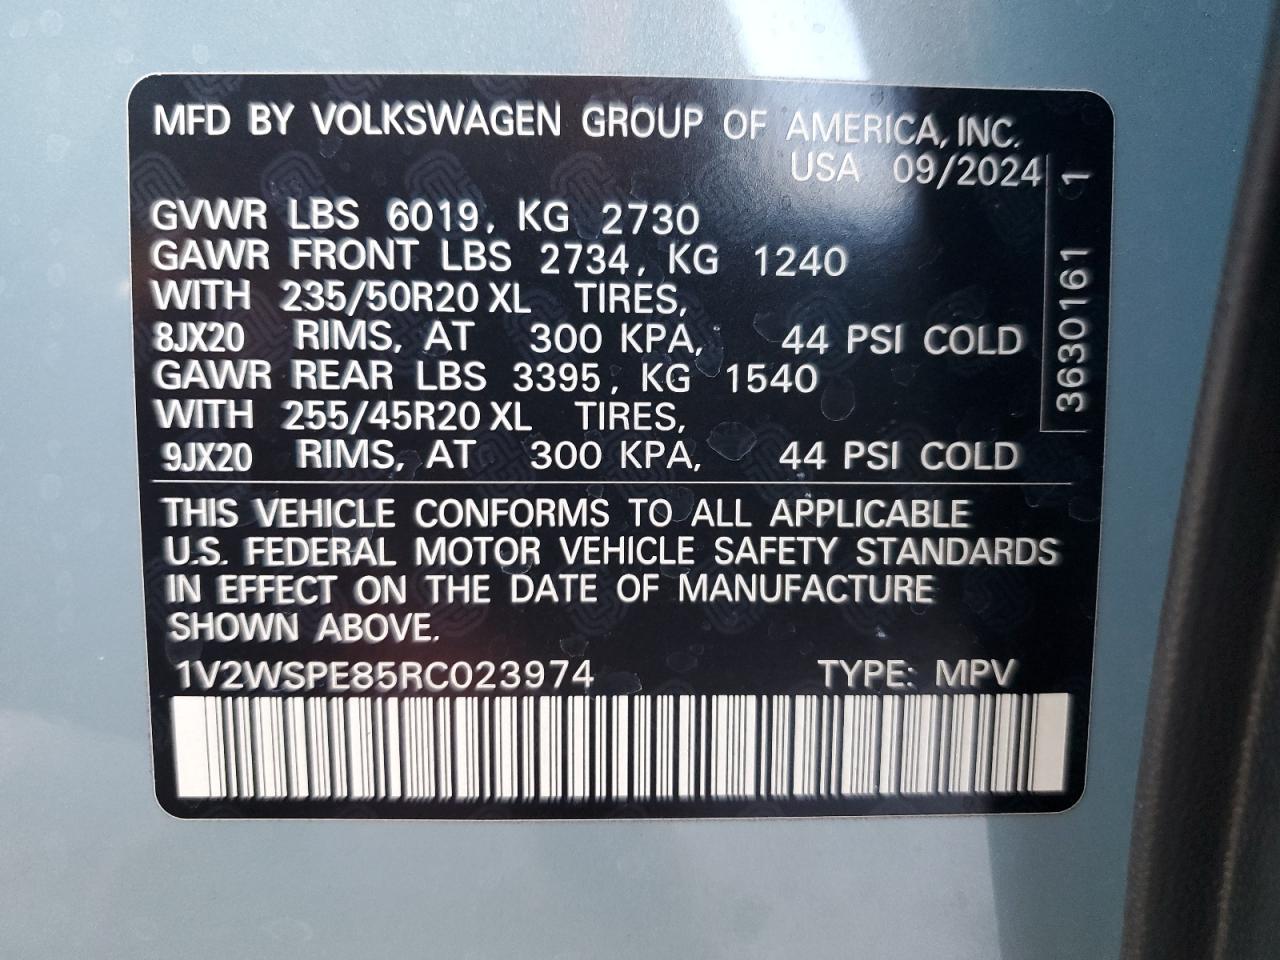 MFD BY VOLKSWAGEN GROUP OF AMERICA, INC.
USA 09/2024
GVWR LBS 6019, KG 2730
GAWR FRONT LBS 2734, KG 1240
WITH 235/50R20 XL TIRES,
8JX20 RIMS, AT 300 KPA, 44 PSI COLD
GAWR REAR LBS 3395, KG 1540
WITH 255/45R20 XL TIRES,
9JX20 RIMS, AT 300 KPA, 44 PSI COLD
3630161 1
THIS VEHICLE CONFORMS TO ALL APPLICABLE
U.S. FEDERAL MOTOR VEHICLE SAFETY STANDARDS
IN EFFECT ON THE DATE OF MANUFACTURE
SHOWN ABOVE.
1V2WSPE85RC023974 TYPE: MPV